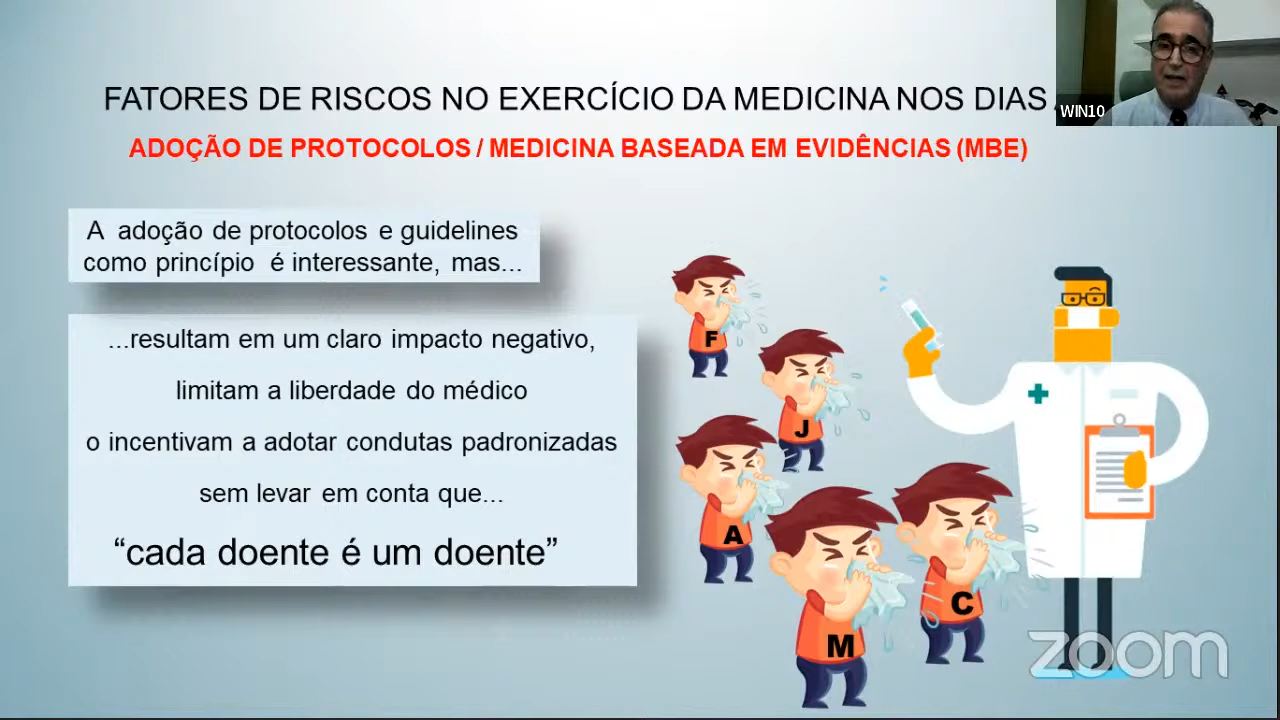 FATORES DE RISCOS NO EXERCÍCIO DA MEDICINA NOS DIAS
ADOÇÃO DE PROTOCOLOS / MEDICINA BASEADA EM EVIDÊNCIAS (MBE)
WIN10
A adoção de protocolos e guidelines
como princípio é interessante, mas...
...resultam em um claro impacto negativo,
limitam a liberdade do médico
o incentivam a adotar condutas padronizadas
sem levar em conta que...
“cada doente é um doente”
F
J
A
C
M
zoom